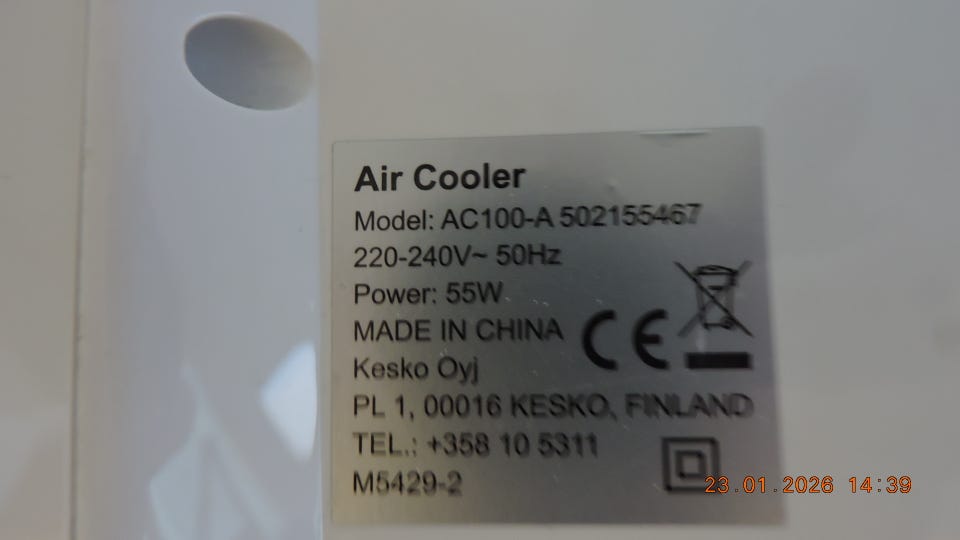 Air Cooler
Model: AC100-A 502155467
220-240V~ 50Hz
Power: 55W
MADE IN CHINA
CE
Kesko Oyj
PL 1, 00016 KESKO, FINLAND
TEL.: +358 10 5311
M5429-2
23.01.2026 14:39